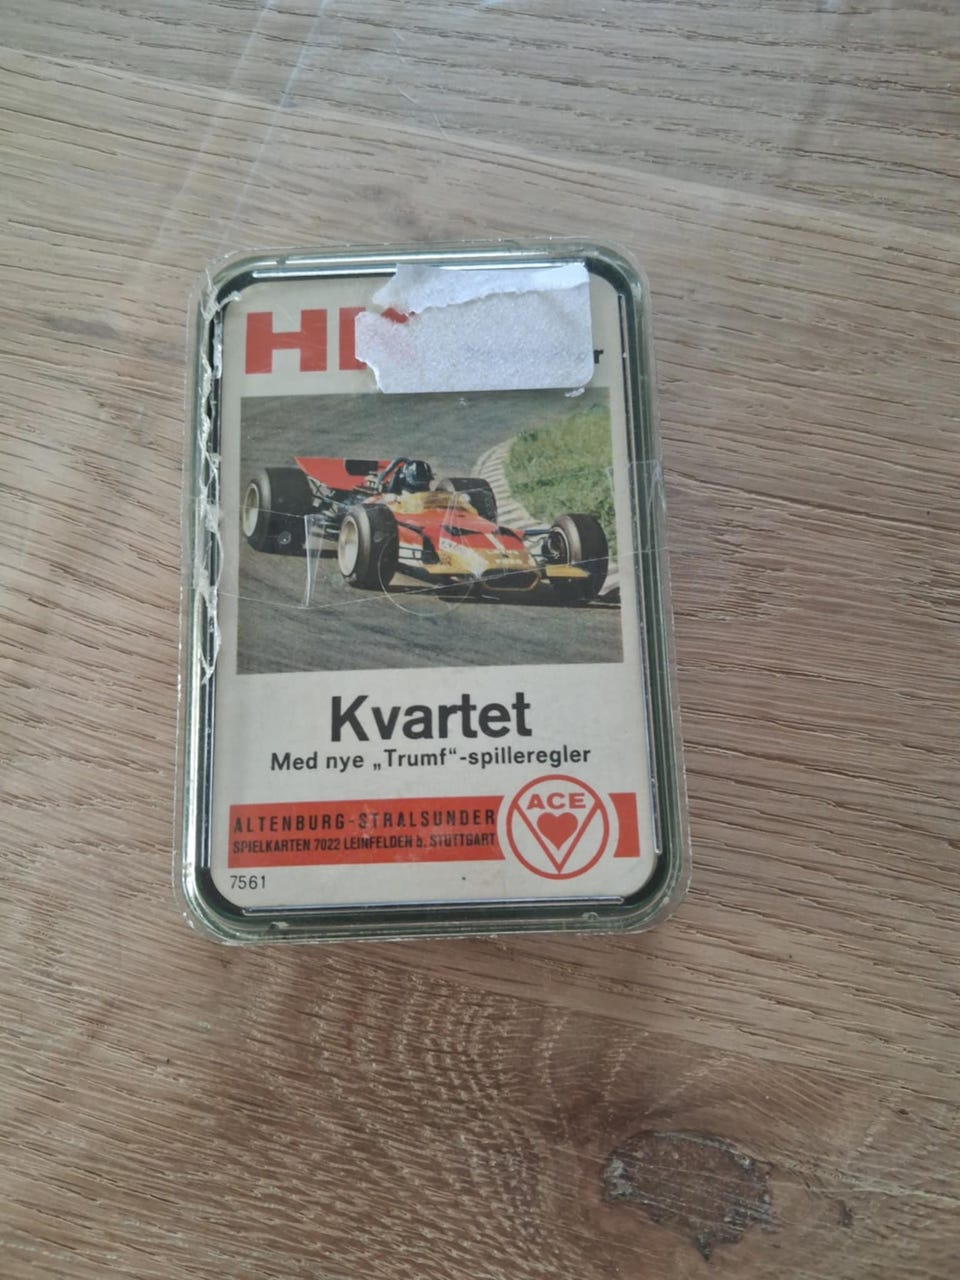 Kvartet
Med nye „Trumf“-spilleregler
ALTENBURG-STRALSUNDER
SPIELKARTEN 7022 LEINFELDEN b. STUTTGART
ACE
7561